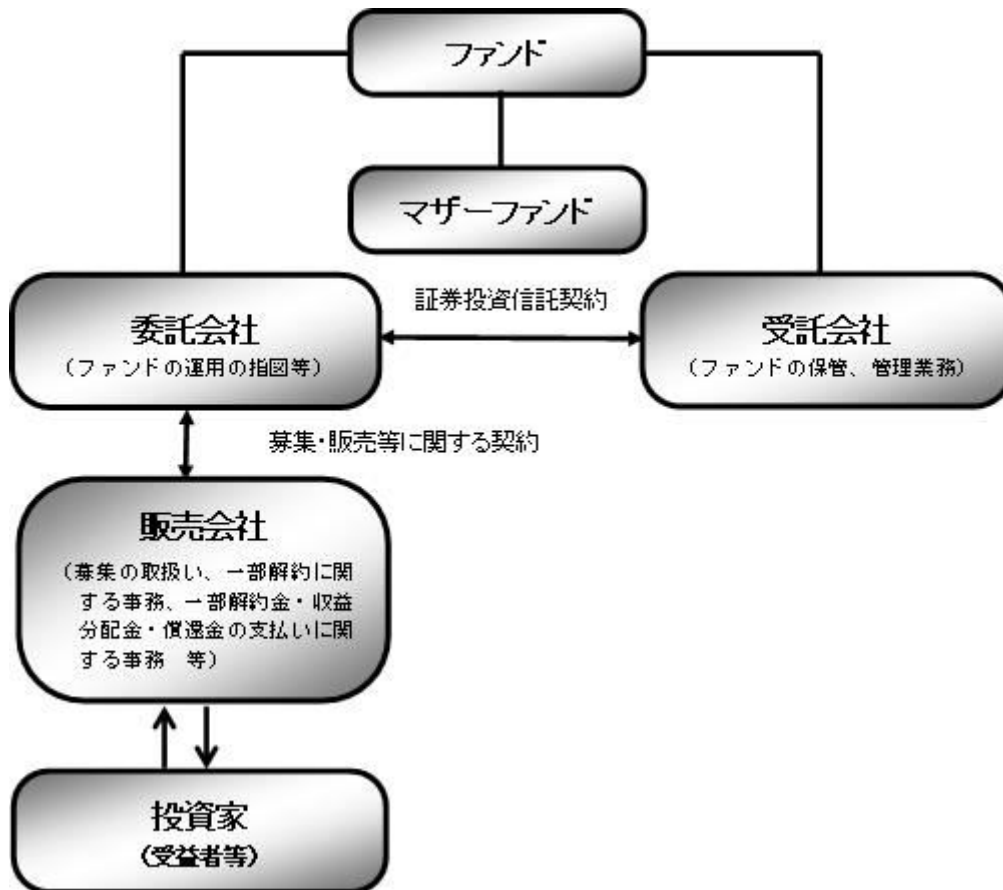 ファンド
マザーファンド
証券投資信託契約
委託会社
（ファンドの運用の指図等）
受託会社
（ファンドの保管、管理業務）
募集・販売等に関する契約
販売会社
（募集の取扱い、一部解約に関
する事務、一部解約金・収益
分配金・償還金の支払いに関
する事務　等）
投資家
（受益者等）